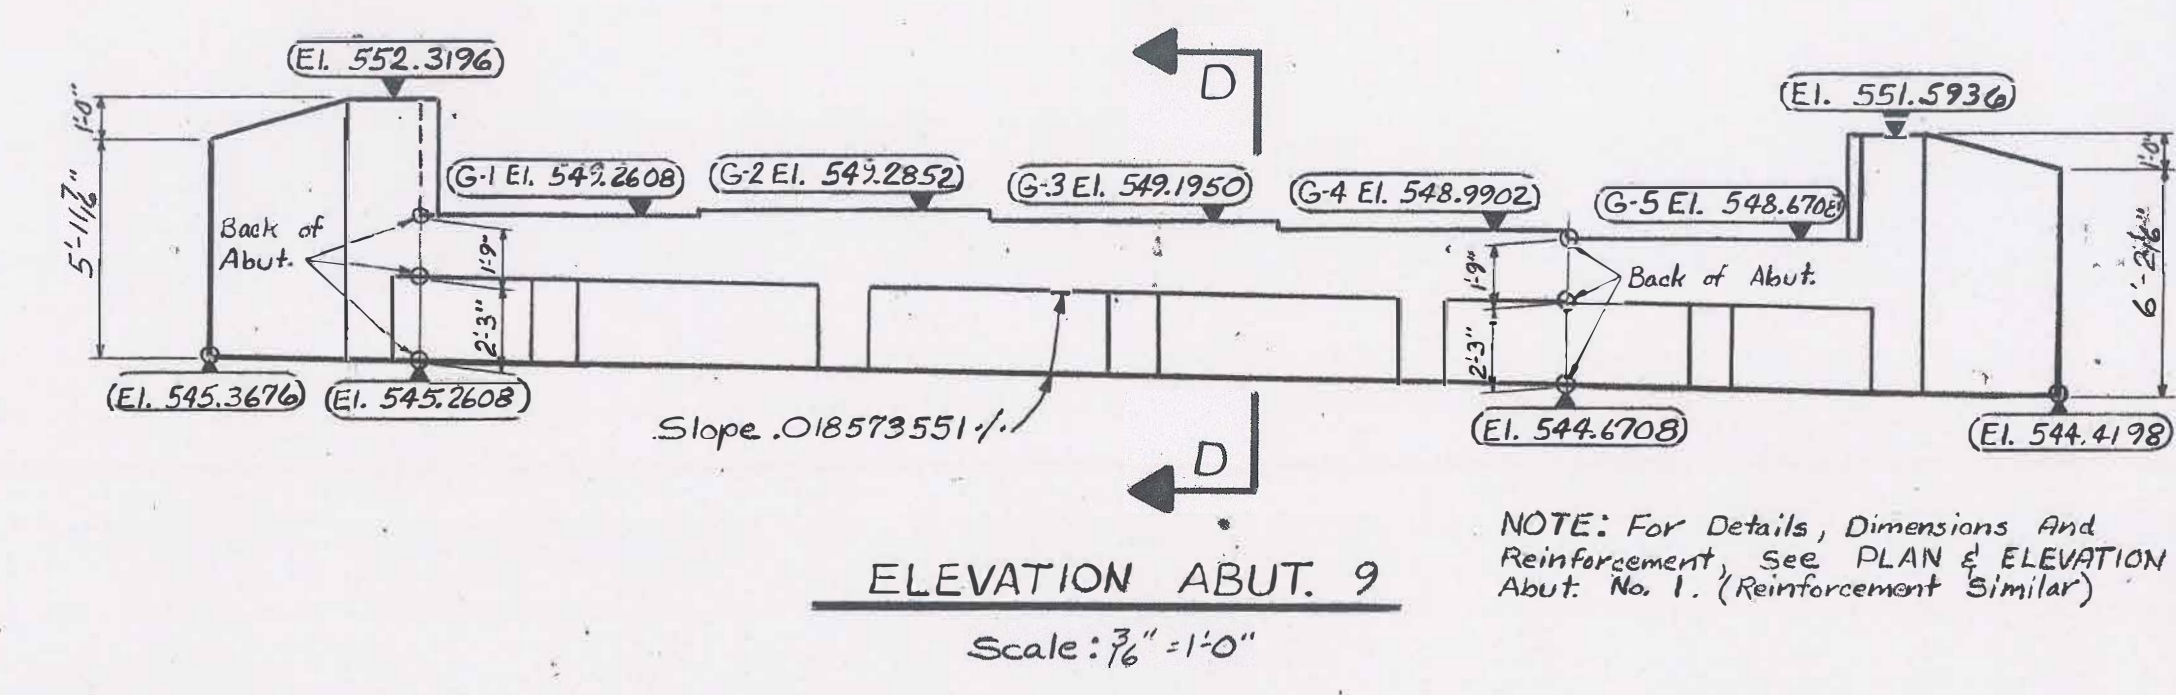 (El. 552.3196)
D
(El. 551.5936)
1'-0"
1'-0"
(G-1 El. 549.2608)
(G-2 El. 549.2852)
(G-3 El. 549.1950)
(G-4 El. 548.9902)
(G-5 El. 548.6708)
5'-11 7/16"
Back of
Abut.
1'-9"
1'-9"
Back of Abut.
2'-3"
2'-3"
(El. 545.3676)
(El. 545.2608)
Slope .018573551·/.
(El. 544.6708)
(El. 544.4198)
D
NOTE: For Details, Dimensions And
Reinforcement, See PLAN & ELEVATION
Abut. No. 1. (Reinforcement Similar)
ELEVATION ABUT. 9
Scale: 3/16" = 1'-0"